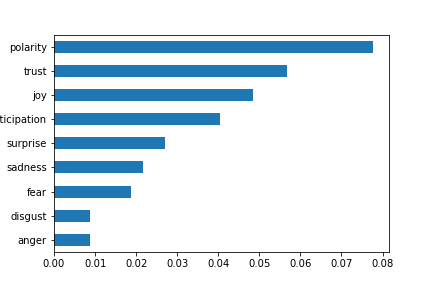 polarity
trust
joy
ticipation
surprise
sadness
fear
disgust
anger
0.00 0.01 0.02 0.03 0.04 0.05 0.06 0.07 0.08